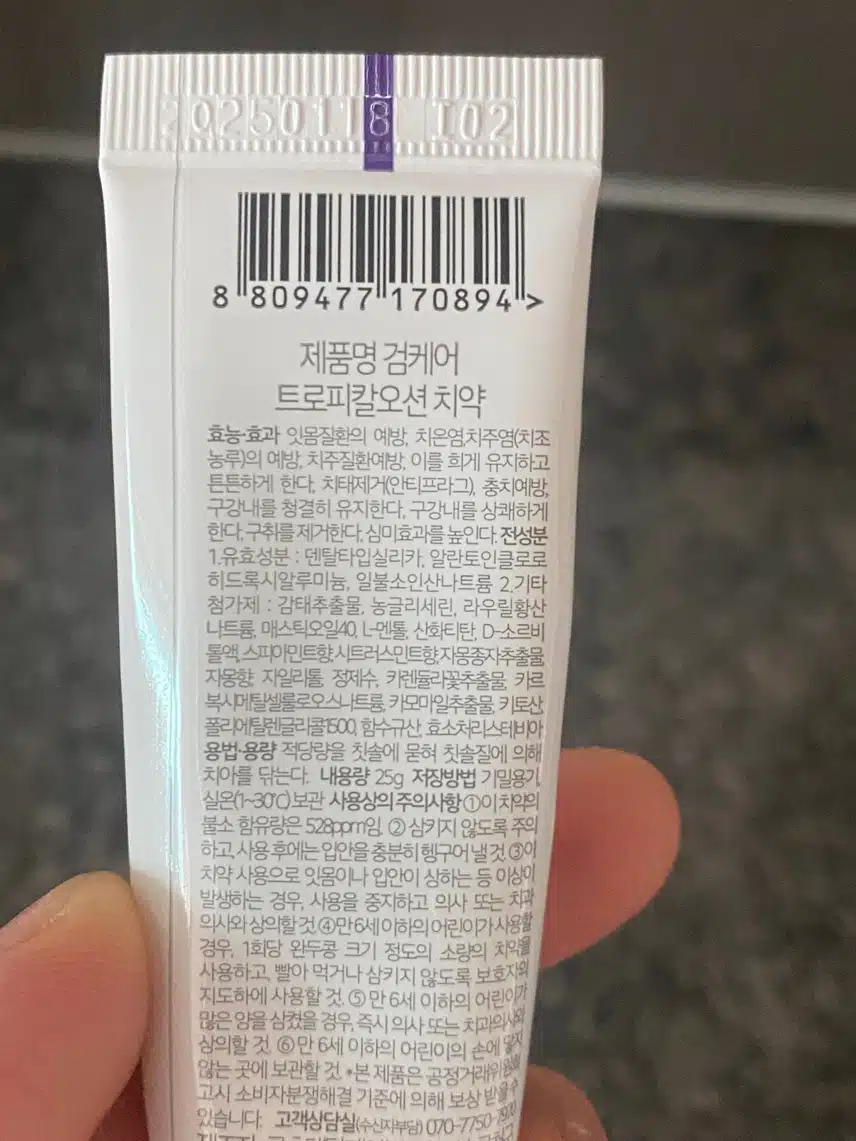 20250118 I02
8 809477 170894 >
제품명 검케어
트로피칼오션 치약
효능·효과 잇몸질환의 예방, 치은염,치주염(치조
농루)의 예방, 치주질환예방, 이를 희게 유지하고
튼튼하게 한다, 치태제거(안티프라그), 충치예방,
구강내를 청결히 유지한다, 구강내를 상쾌하게
한다, 구취를 제거한다, 심미효과를 높인다. 전성분
1.유효성분 : 덴탈타입실리카, 알란토인클로로
히드록시알루미늄, 일불소인산나트륨 2.기타
첨가제 : 감태추출물, 농글리세린, 라우릴황산
나트륨, 매스틱오일40, L-멘톨, 산화티탄, D-소르비
톨액, 스피아민트향,시트러스민트향,자몽종자추출물,
자몽향, 자일리톨, 정제수, 카렌듈라꽃추출물, 카르
복시메틸셀룰로오스나트륨, 카모마일추출물, 키토산
폴리에틸렌글리콜1500, 함수규산, 효소처리스테비아
용법·용량 적당량을 칫솔에 묻혀 칫솔질에 의해
치아를 닦는다. 내용량 25g 저장방법 기밀용기,
실온(1~30℃) 보관 사용상의 주의사항 ①이 치약의
불소 함유량은 528ppm임. ② 삼키지 않도록 주의
하고, 사용 후에는 입안을 충분히 헹구어 낼 것. ③이
치약 사용으로 잇몸이나 입안이 상하는 등 이상이
발생하는 경우, 사용을 중지하고 의사 또는 치과
의사와 상의할 것 ④만 6세 이하의 어린이가 사용할
경우, 1회당 완두콩 크기 정도의 소량의 치약을
사용하고, 빨아 먹거나 삼키지 않도록 보호자의
지도하에 사용할 것. ⑤ 만 6세 이하의 어린이가
많은 양을 삼켰을 경우, 즉시 의사 또는 치과의사와
상의할 것 ⑥만 6세 이하의 어린이의 손에 닿지
않는 곳에 보관할 것. *본 제품은 공정거래위원회
고시 소비자분쟁해결 기준에 의해 보상 받을 수
있습니다. 고객상담실(수신자부담) 070-7750-